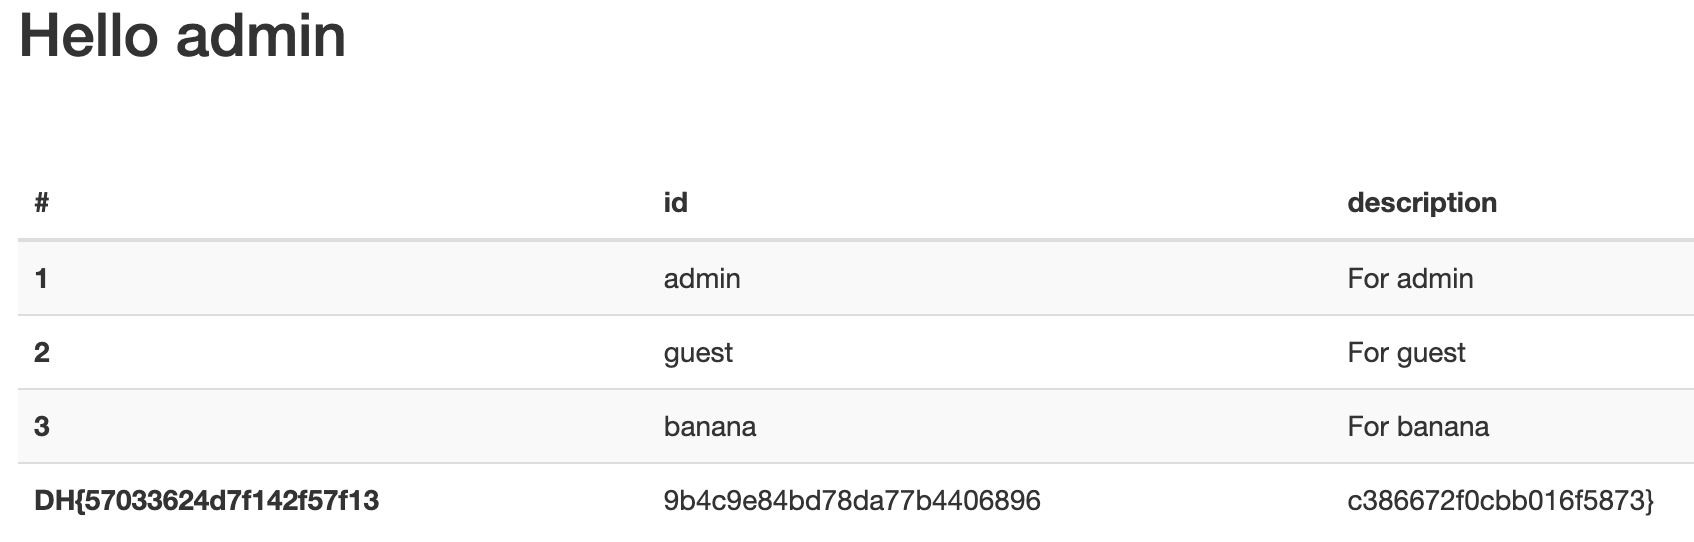 Hello admin
# id description
1 admin For admin
2 guest For guest
3 banana For banana
DH{57033624d7f142f57f13 9b4c9e84bd78da77b4406896 c386672f0cbb016f5873}